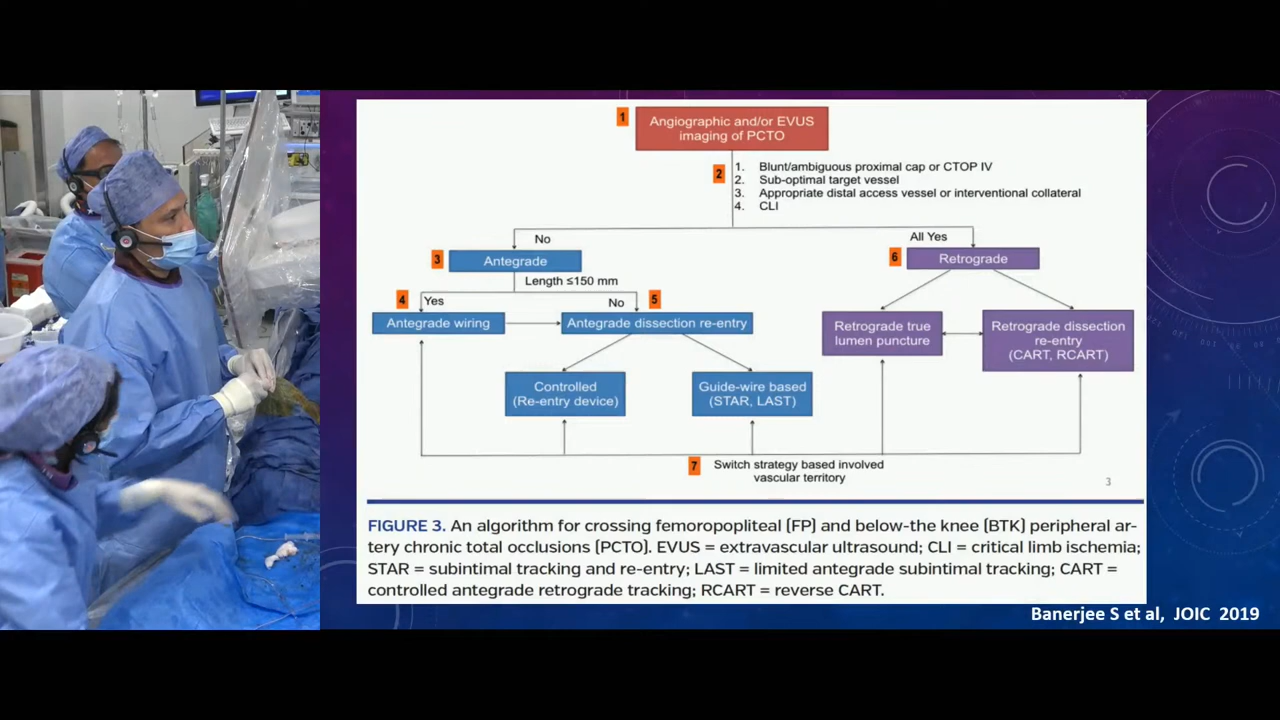 1
Angiographic and/or EVUS
imaging of PCTO
2
1. Blunt/ambiguous proximal cap or CTOP IV
2. Sub-optimal target vessel
3. Appropriate distal access vessel or interventional collateral
4. CLI
No
All Yes
3
Antegrade
6
Retrograde
Length ≤150 mm
4
Yes
No
5
Antegrade wiring
Antegrade dissection re-entry
Retrograde true
lumen puncture
Retrograde dissection
re-entry
(CART, RCART)
Controlled
(Re-entry device)
Guide-wire based
(STAR, LAST)
7
Switch strategy based involved
vascular territory
3
FIGURE 3. An algorithm for crossing femoropopliteal (FP) and below-the knee (BTK) peripheral ar-
tery chronic total occlusions (PCTO). EVUS = extravascular ultrasound; CLI = critical limb ischemia;
STAR = subintimal tracking and re-entry; LAST = limited antegrade subintimal tracking; CART =
controlled antegrade retrograde tracking; RCART = reverse CART.
Banerjee S et al, JOIC 2019